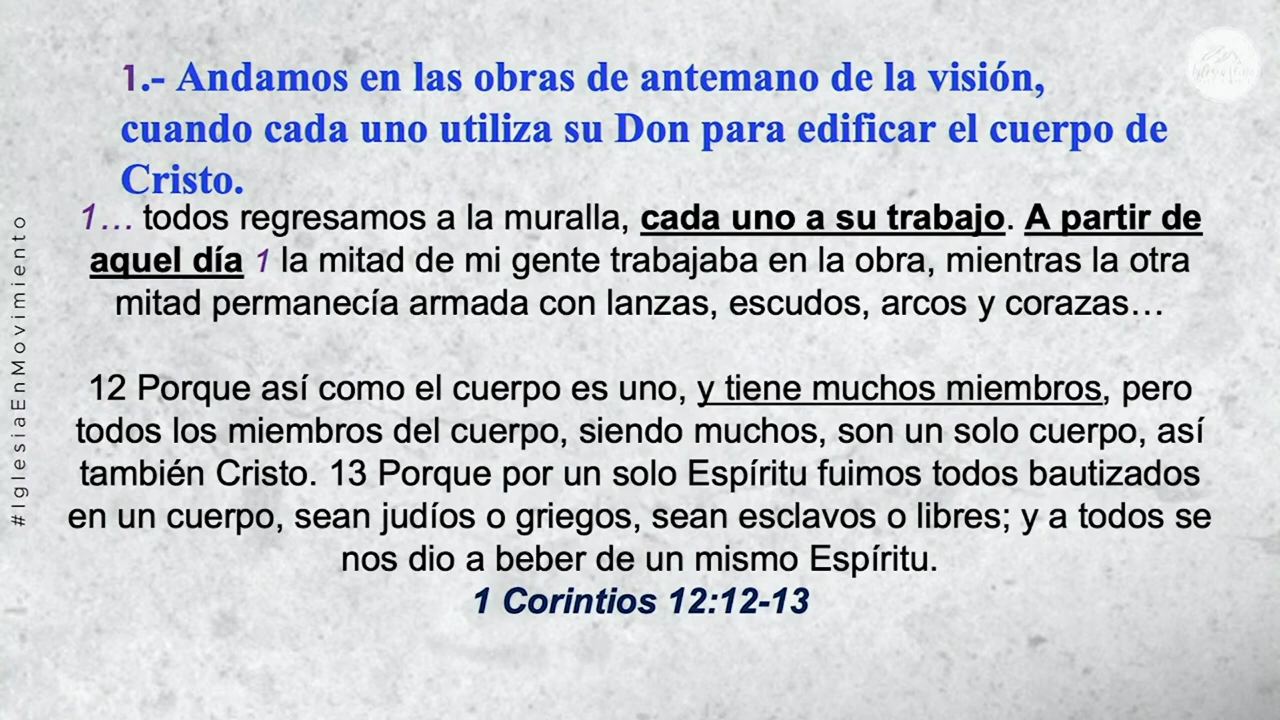 1.- Andamos en las obras de antemano de la visión,
cuando cada uno utiliza su Don para edificar el cuerpo de
Cristo.
1… todos regresamos a la muralla, cada uno a su trabajo. A partir de
aquel día 1 la mitad de mi gente trabajaba en la obra, mientras la otra
mitad permanecía armada con lanzas, escudos, arcos y corazas…
12 Porque así como el cuerpo es uno, y tiene muchos miembros, pero
todos los miembros del cuerpo, siendo muchos, son un solo cuerpo, así
también Cristo. 13 Porque por un solo Espíritu fuimos todos bautizados
en un cuerpo, sean judíos o griegos, sean esclavos o libres; y a todos se
nos dio a beber de un mismo Espíritu.
1 Corintios 12:12-13
#IglesiaEnMovimiento